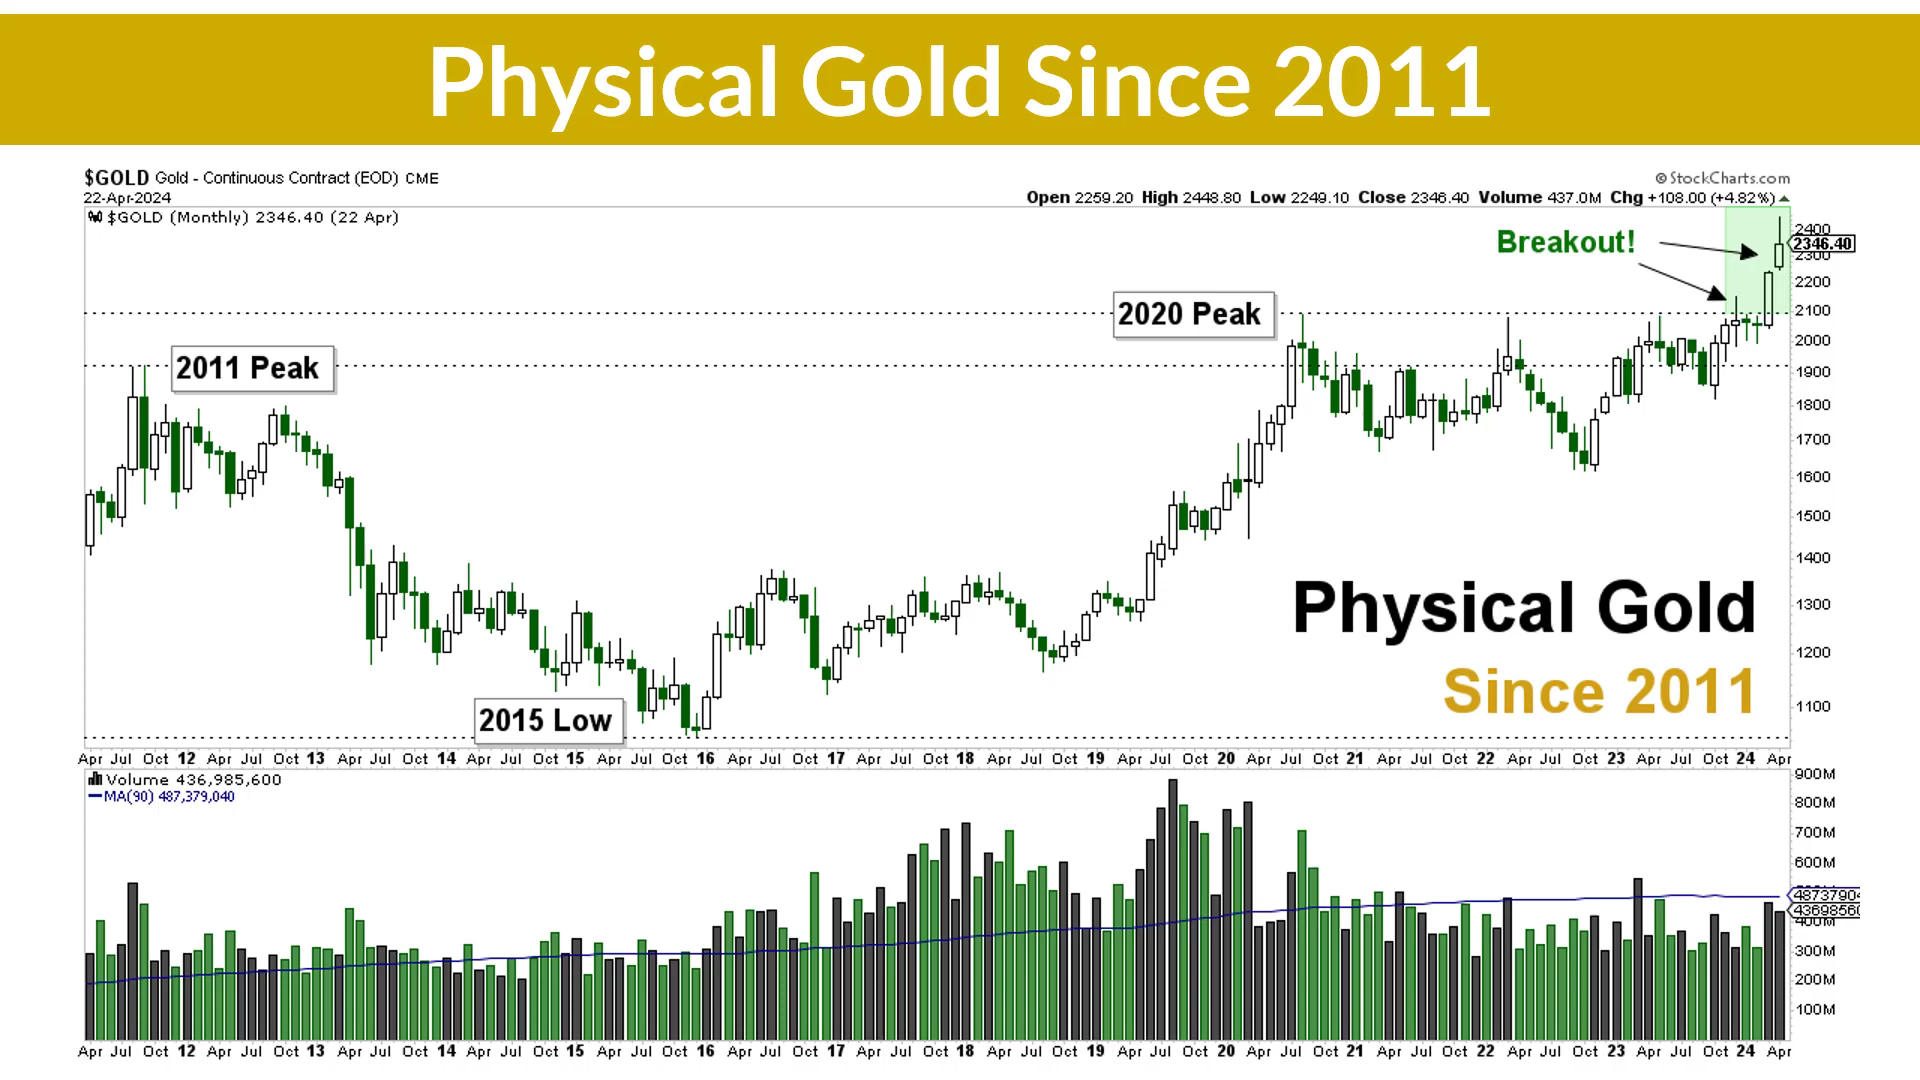 Physical Gold Since 2011
$GOLD Gold - Continuous Contract (EOD) CME
© StockCharts.com
22-Apr-2024
Open 2259.20 High 2448.80 Low 2249.10 Close 2346.40 Volume 437.0M Chg +108.00 (+4.82%)
$GOLD (Monthly) 2346.40 (22 Apr)
Breakout!
2400
2346.40
2300
2200
2020 Peak
2100
2000
2011 Peak
1900
1800
1700
1600
1500
1400
Physical Gold
1300
1200
Since 2011
1100
2015 Low
Apr Jul Oct 12 Apr Jul Oct 13 Apr Jul Oct 14 Apr Jul Oct 15 Apr Jul Oct 16 Apr Jul Oct 17 Apr Jul Oct 18 Apr Jul Oct 19 Apr Jul Oct 20 Apr Jul Oct 21 Apr Jul Oct 22 Apr Jul Oct 23 Apr Jul Oct 24 Apr
Volume 436,985,600
MA(90) 487,379,040
900M
800M
700M
600M
400M
300M
200M
100M
Apr Jul Oct 12 Apr Jul Oct 13 Apr Jul Oct 14 Apr Jul Oct 15 Apr Jul Oct 16 Apr Jul Oct 17 Apr Jul Oct 18 Apr Jul Oct 19 Apr Jul Oct 20 Apr Jul Oct 21 Apr Jul Oct 22 Apr Jul Oct 23 Apr Jul Oct 24 Apr